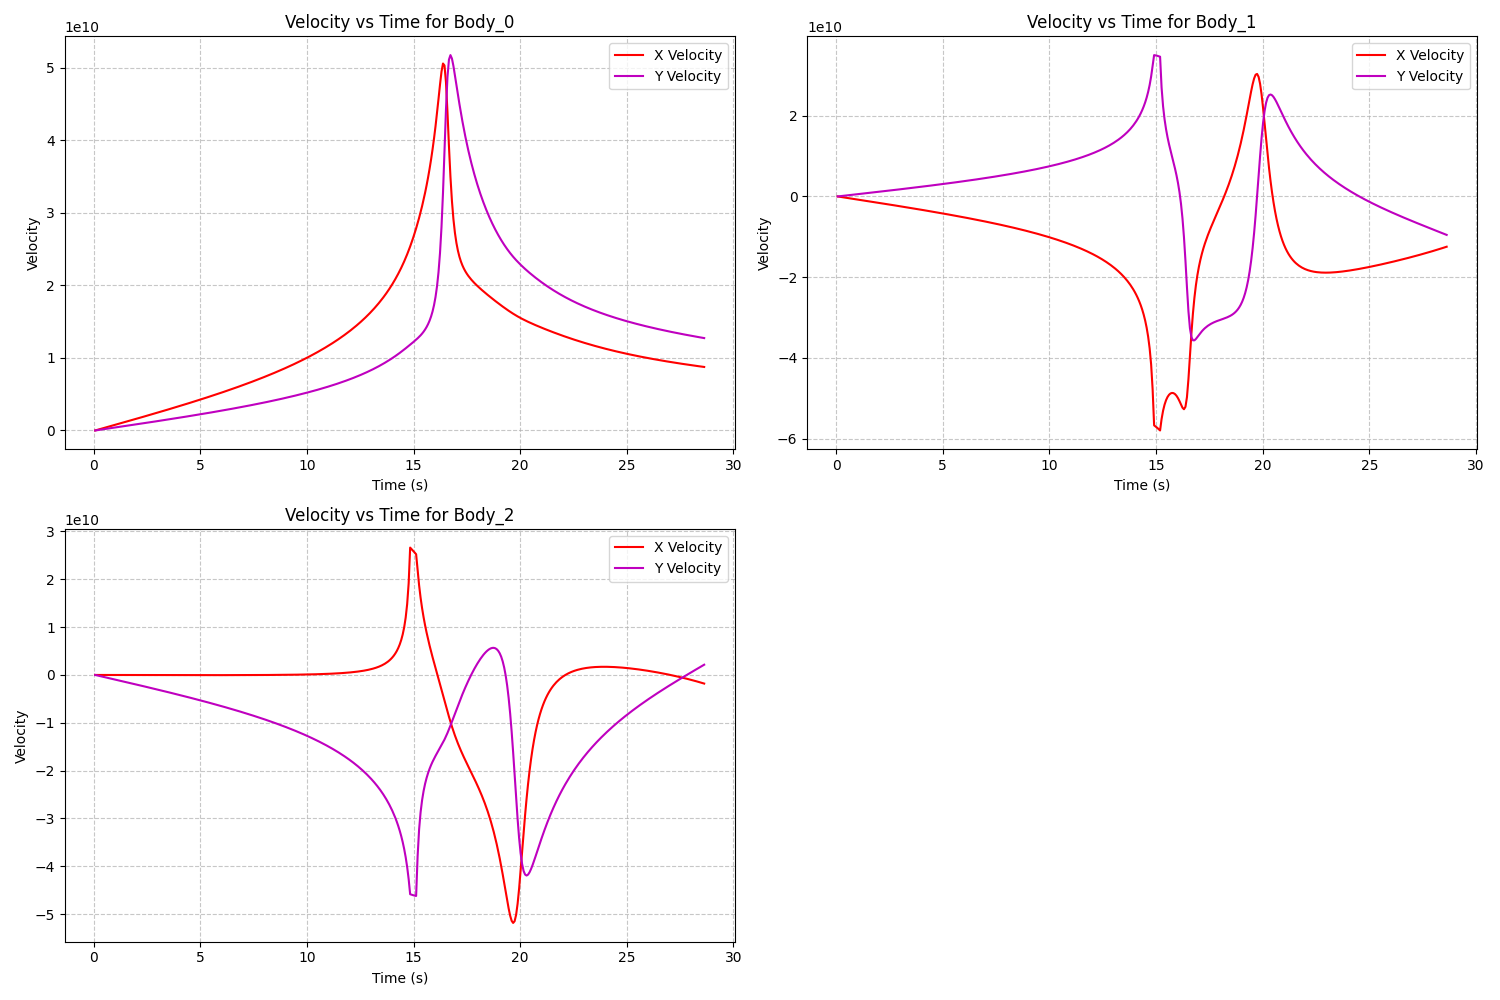 Velocity vs Time for Body_0
1e10
X Velocity
Y Velocity
5
4
3
2
1
0
Velocity
0 5 10 15 20 25 30
Time (s)
Velocity vs Time for Body_1
1e10
X Velocity
Y Velocity
2
0
−2
−4
−6
Velocity
0 5 10 15 20 25 30
Time (s)
Velocity vs Time for Body_2
1e10
X Velocity
Y Velocity
3
2
1
0
−1
−2
−3
−4
−5
Velocity
0 5 10 15 20 25 30
Time (s)